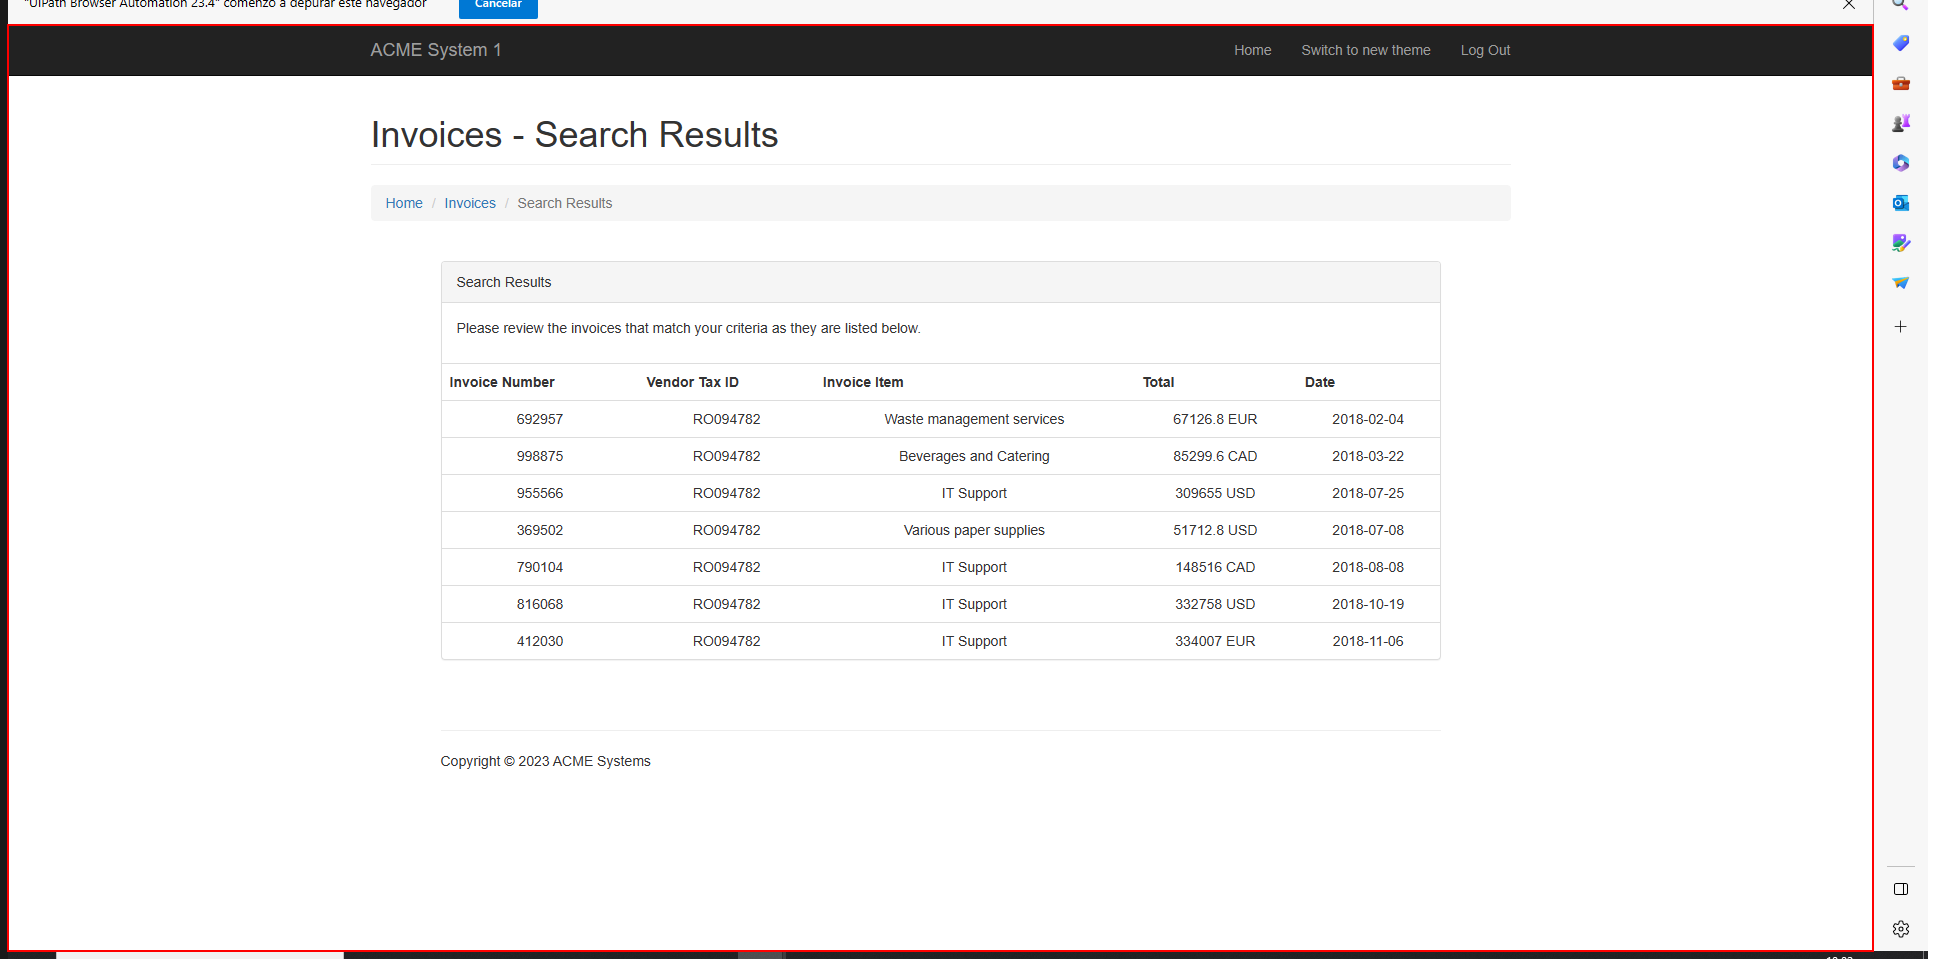 "UiPath Browser Automation 23.4" comenzó a depurar este navegador Cancelar
ACME System 1 Home Switch to new theme Log Out
Invoices - Search Results
Home / Invoices / Search Results
Search Results
Please review the invoices that match your criteria as they are listed below.
Invoice Number Vendor Tax ID Invoice Item Total Date
692957 RO094782 Waste management services 67126.8 EUR 2018-02-04
998875 RO094782 Beverages and Catering 85299.6 CAD 2018-03-22
955566 RO094782 IT Support 309655 USD 2018-07-25
369502 RO094782 Various paper supplies 51712.8 USD 2018-07-08
790104 RO094782 IT Support 148516 CAD 2018-08-08
816068 RO094782 IT Support 332758 USD 2018-10-19
412030 RO094782 IT Support 334007 EUR 2018-11-06
Copyright © 2023 ACME Systems